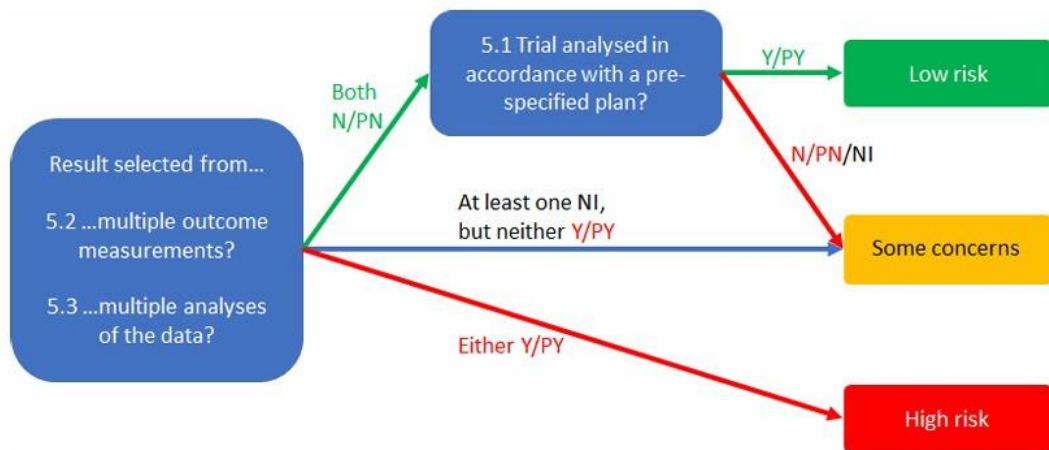 Result selected from...
5.2 ...multiple outcome
measurements?
5.3 ...multiple analyses
of the data?
Both
N/PN
5.1 Trial analysed in
accordance with a pre-
specified plan?
Y/PY
Low risk
N/PN/NI
At least one NI,
but neither Y/PY
Some concerns
Either Y/PY
High risk